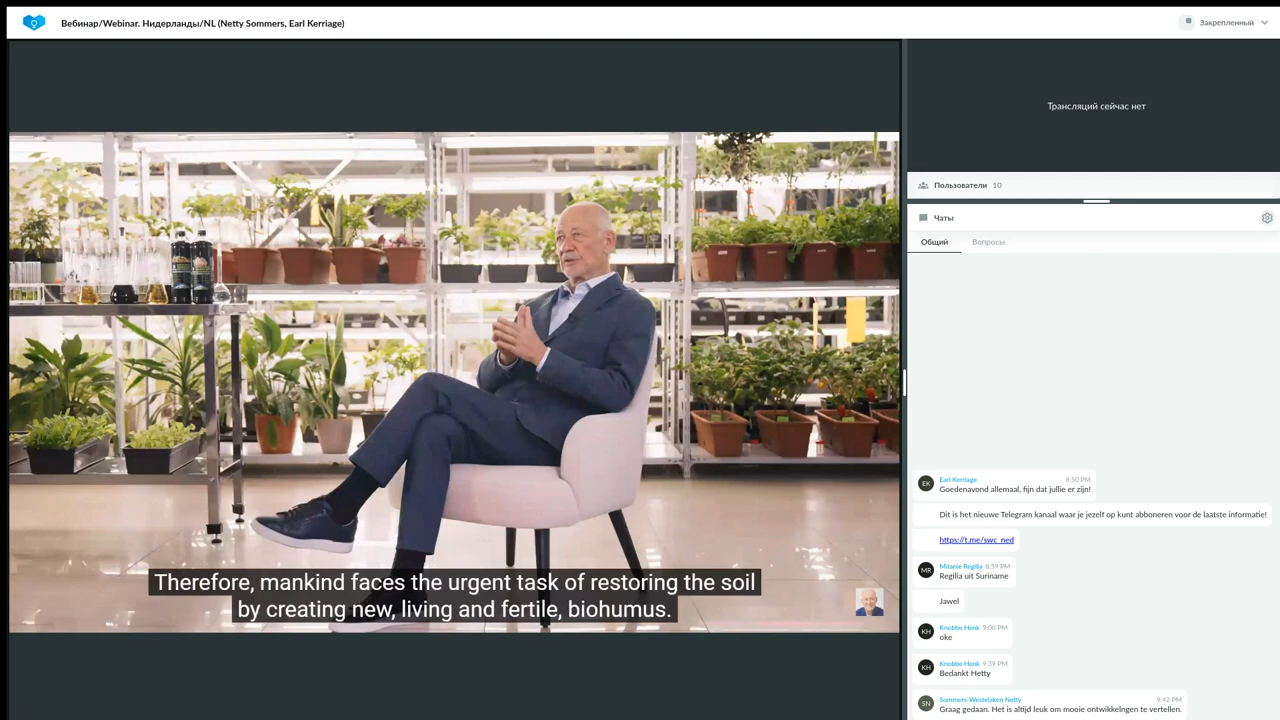 Вебинар/Webinar. Нидерланды/NL (Netty Sommers, Earl Kerriage)
Закрепленный
Трансляций сейчас нет
Пользователи 10
Чаты
Общий Вопросы
EK
Earl Kerriage 8:50 PM
Goedenavond allemaal, fijn dat jullie er zijn!
Dit is het nieuwe Telegram kanaal waar je jezelf op kunt abboneren voor de laatste informatie!
https://t.me/swc_ned
MR
Mitanie Regilia 8:59 PM
Regilia uit Suriname
Jawel
KH
Knobbe Henk 9:00 PM
oke
KH
Knobbe Henk 9:39 PM
Bedankt Hetty
SN
Sommers-Westelaken Netty 9:42 PM
Graag gedaan. Het is altijd leuk om mooie ontwikkelngen te vertellen.
Therefore, mankind faces the urgent task of restoring the soil
by creating new, living and fertile, biohumus.